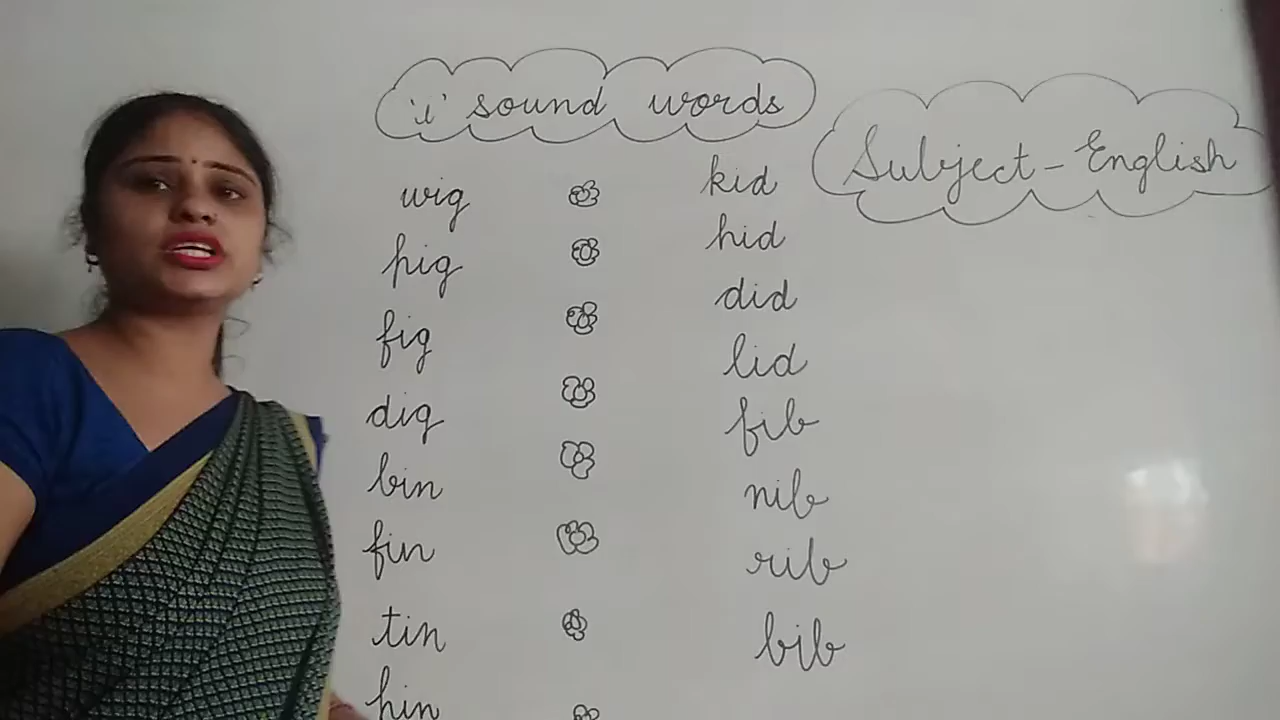 'i' sound words
Subject - English
wig
pig
fig
dig
bin
fin
tin
pin
kid
hid
did
lid
fib
nib
rib
bib